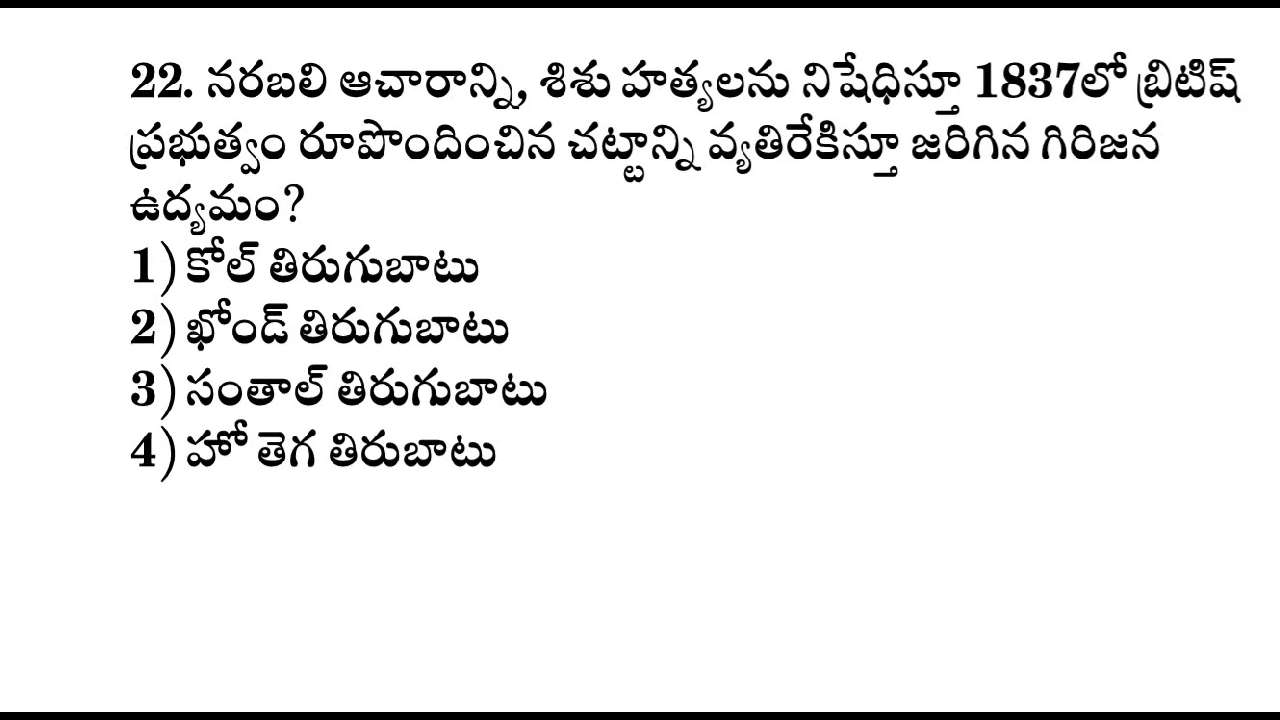 22. నరబలి ఆచారాన్ని, శిశు హత్యలను నిషేధిస్తూ 1837లో బ్రిటిష్
ప్రభుత్వం రూపొందించిన చట్టాన్ని వ్యతిరేకిస్తూ జరిగిన గిరిజన
ఉద్యమం?
1) కోల్ తిరుగుబాటు
2) ఖోండ్ తిరుగుబాటు
3) సంతాల్ తిరుగుబాటు
4) హో తెగ తిరుబాటు